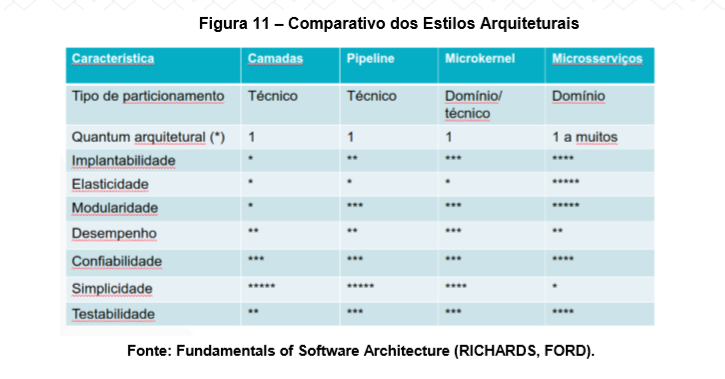 Figura 11 – Comparativo dos Estilos Arquiteturais
Característica Camadas Pipeline Microkernel Microsserviços
Tipo de particionamento Técnico Técnico Domínio/ Domínio
técnico
Quantum arquitetural (*) 1 1 1 1 a muitos
Implantabilidade * ** *** ****
Elasticidade * * * *****
Modularidade * *** *** *****
Desempenho ** ** *** **
Confiabilidade *** *** *** ****
Simplicidade ***** ***** **** *
Testabilidade ** *** *** ****
Fonte: Fundamentals of Software Architecture (RICHARDS, FORD).